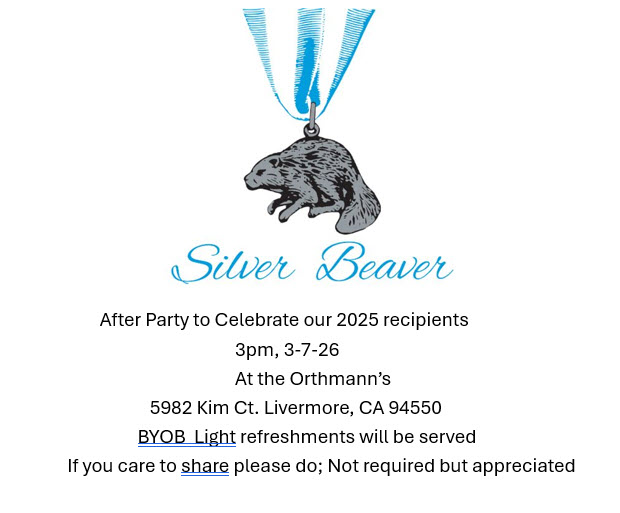 Silver Beaver
After Party to Celebrate our 2025 recipients
3pm, 3-7-26
At the Orthmann’s
5982 Kim Ct. Livermore, CA 94550
BYOB  Light refreshments will be served
If you care to share please do; Not required but appreciated